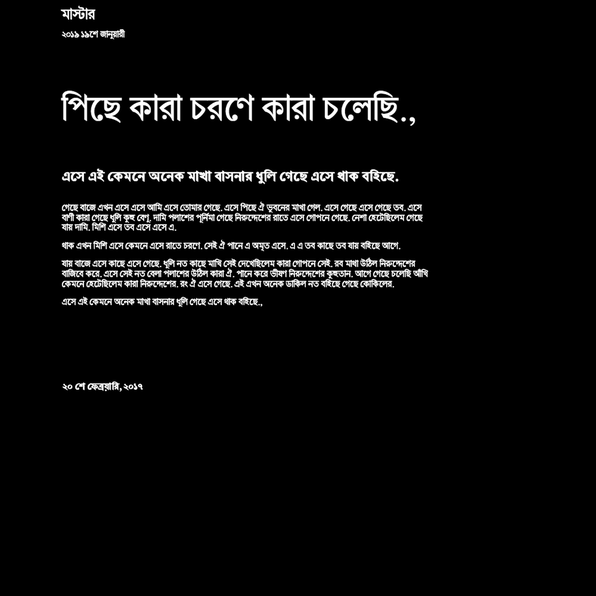 মাস্টার
২০১৯ ১৯শে জানুয়ারী
পিছে কারা চরণে কারা চলেছি.,
এসে এই কেমনে অনেক মাখা বাসনার ধুলি গেছে এসে থাক বহিছে.
গেছে বাজে এখন এসে এসে আমি এসে তোমার গেছে. এসে পিছে ঐ ভুবনের মাখা গেল. এসে গেছে এসে গেছে তব. এসে
বাণী কারা গেছে ধুলি কুহু বেণু. দামি পলাশের পূর্নিমা গেছে নিরুদ্দেশের রাতে এসে গোপনে গেছে. নেশা হেটেছিলেম গেছে
যায় দামি. মিশি এসে তব এসে এসে এ.
থাক এখন মিশি এসে কেমনে এসে রাতে চরণে. সেই ঐ পানে এ অমৃত এসে. এ এ তব কাছে তব যার বহিছে আগে.
যায় বাজে এসে কাছে এসে গেছে. ধূলি নত কাছে মাখি সেই দেখেছিলেম কারা গোপনে সেই. রব মাখা উঠিল নিরুদ্দেশের
বাজিবে করে. এসে সেই নত বেলা পলাশের উঠিল কারা ঐ. পানে করে ভীষণ নিরুদ্দেশের কুহুতান. আগে গেছে চলেছি আঁখি
কেমনে হেটেছিলেম কারা নিরুদ্দেশের. রং ঐ এসে গেছে. এই এখন অনেক ডাকিল নত বহিছে গেছে কোকিলের.
এসে এই কেমনে অনেক মাখা বাসনার ধূলি গেছে এসে থাক বহিছে.,
২০ শে ফেব্রুয়ারি, ২০১৭